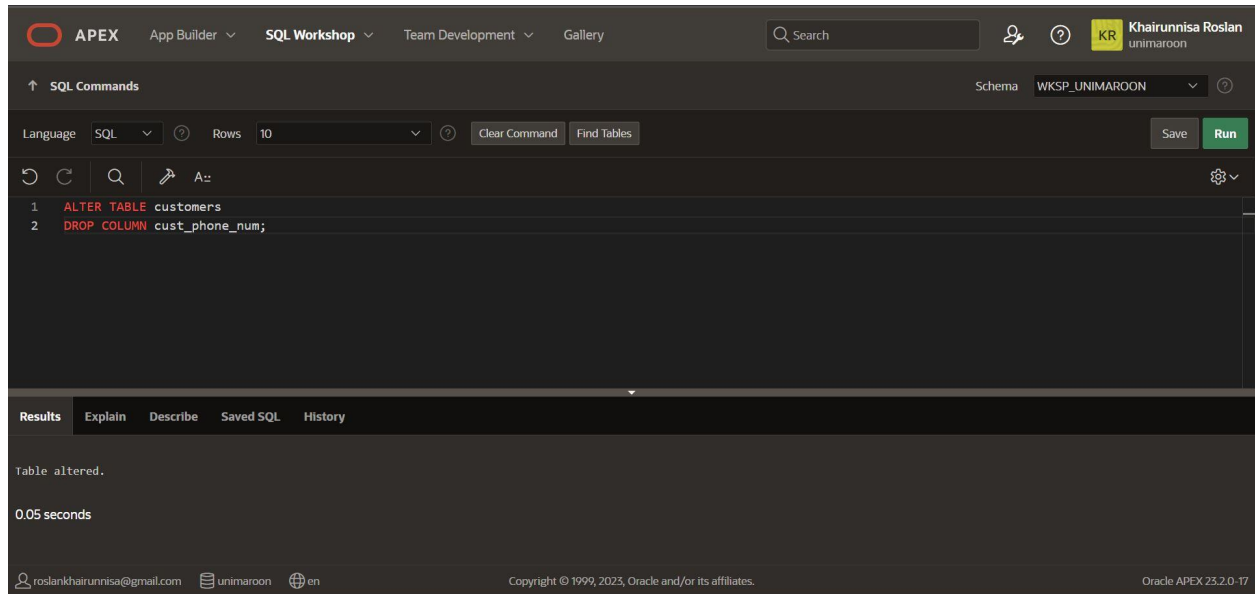 APEX App Builder SQL Workshop Team Development Gallery Search KR Khairunnisa Roslan
unimaroon
SQL Commands Schema WKSP_UNIMAROON
Language SQL Rows 10 Clear Command Find Tables Save Run
A::
1 ALTER TABLE customers
2 DROP COLUMN cust_phone_num;
Results Explain Describe Saved SQL History
Table altered.
0.05 seconds
roslankhairunnisa@gmail.com unimaroon en Copyright © 1999, 2023, Oracle and/or its affiliates. Oracle APEX 23.2.0-17